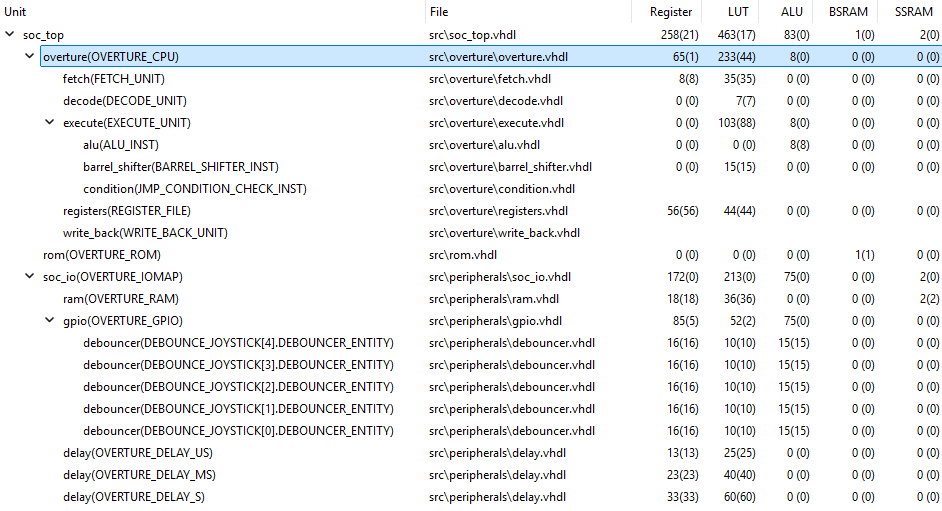 Unit File Register LUT ALU BSRAM SSRAM
soc_top src\soc_top.vhdl 258(21) 463(17) 83(0) 1(0) 2(0)
overture(OVERTURE_CPU) src\overture\overture.vhdl 65(1) 233(44) 8(0) 0 (0) 0 (0)
fetch(FETCH_UNIT) src\overture\fetch.vhdl 8(8) 35(35) 0 (0) 0 (0) 0 (0)
decode(DECODE_UNIT) src\overture\decode.vhdl 0 (0) 7(7) 0 (0) 0 (0) 0 (0)
execute(EXECUTE_UNIT) src\overture\execute.vhdl 0 (0) 103(88) 8(0) 0 (0) 0 (0)
alu(ALU_INST) src\overture\alu.vhdl 0 (0) 0 (0) 8(8) 0 (0) 0 (0)
barrel_shifter(BARREL_SHIFTER_INST) src\overture\barrel_shifter.vhdl 0 (0) 15(15) 0 (0) 0 (0) 0 (0)
condition(JMP_CONDITION_CHECK_INST) src\overture\condition.vhdl
registers(REGISTER_FILE) src\overture\registers.vhdl 56(56) 44(44) 0 (0) 0 (0) 0 (0)
write_back(WRITE_BACK_UNIT) src\overture\write_back.vhdl
rom(OVERTURE_ROM) src\rom.vhdl 0 (0) 0 (0) 0 (0) 1(1) 0 (0)
soc_io(OVERTURE_IOMAP) src\peripherals\soc_io.vhdl 172(0) 213(0) 75(0) 0 (0) 2(0)
ram(OVERTURE_RAM) src\peripherals\ram.vhdl 18(18) 36(36) 0 (0) 0 (0) 2(2)
gpio(OVERTURE_GPIO) src\peripherals\gpio.vhdl 85(5) 52(2) 75(0) 0 (0) 0 (0)
debouncer(DEBOUNCE_JOYSTICK[4].DEBOUNCER_ENTITY) src\peripherals\debouncer.vhdl 16(16) 10(10) 15(15) 0 (0) 0 (0)
debouncer(DEBOUNCE_JOYSTICK[3].DEBOUNCER_ENTITY) src\peripherals\debouncer.vhdl 16(16) 10(10) 15(15) 0 (0) 0 (0)
debouncer(DEBOUNCE_JOYSTICK[2].DEBOUNCER_ENTITY) src\peripherals\debouncer.vhdl 16(16) 10(10) 15(15) 0 (0) 0 (0)
debouncer(DEBOUNCE_JOYSTICK[1].DEBOUNCER_ENTITY) src\peripherals\debouncer.vhdl 16(16) 10(10) 15(15) 0 (0) 0 (0)
debouncer(DEBOUNCE_JOYSTICK[0].DEBOUNCER_ENTITY) src\peripherals\debouncer.vhdl 16(16) 10(10) 15(15) 0 (0) 0 (0)
delay(OVERTURE_DELAY_US) src\peripherals\delay.vhdl 13(13) 25(25) 0 (0) 0 (0) 0 (0)
delay(OVERTURE_DELAY_MS) src\peripherals\delay.vhdl 23(23) 40(40) 0 (0) 0 (0) 0 (0)
delay(OVERTURE_DELAY_S) src\peripherals\delay.vhdl 33(33) 60(60) 0 (0) 0 (0) 0 (0)